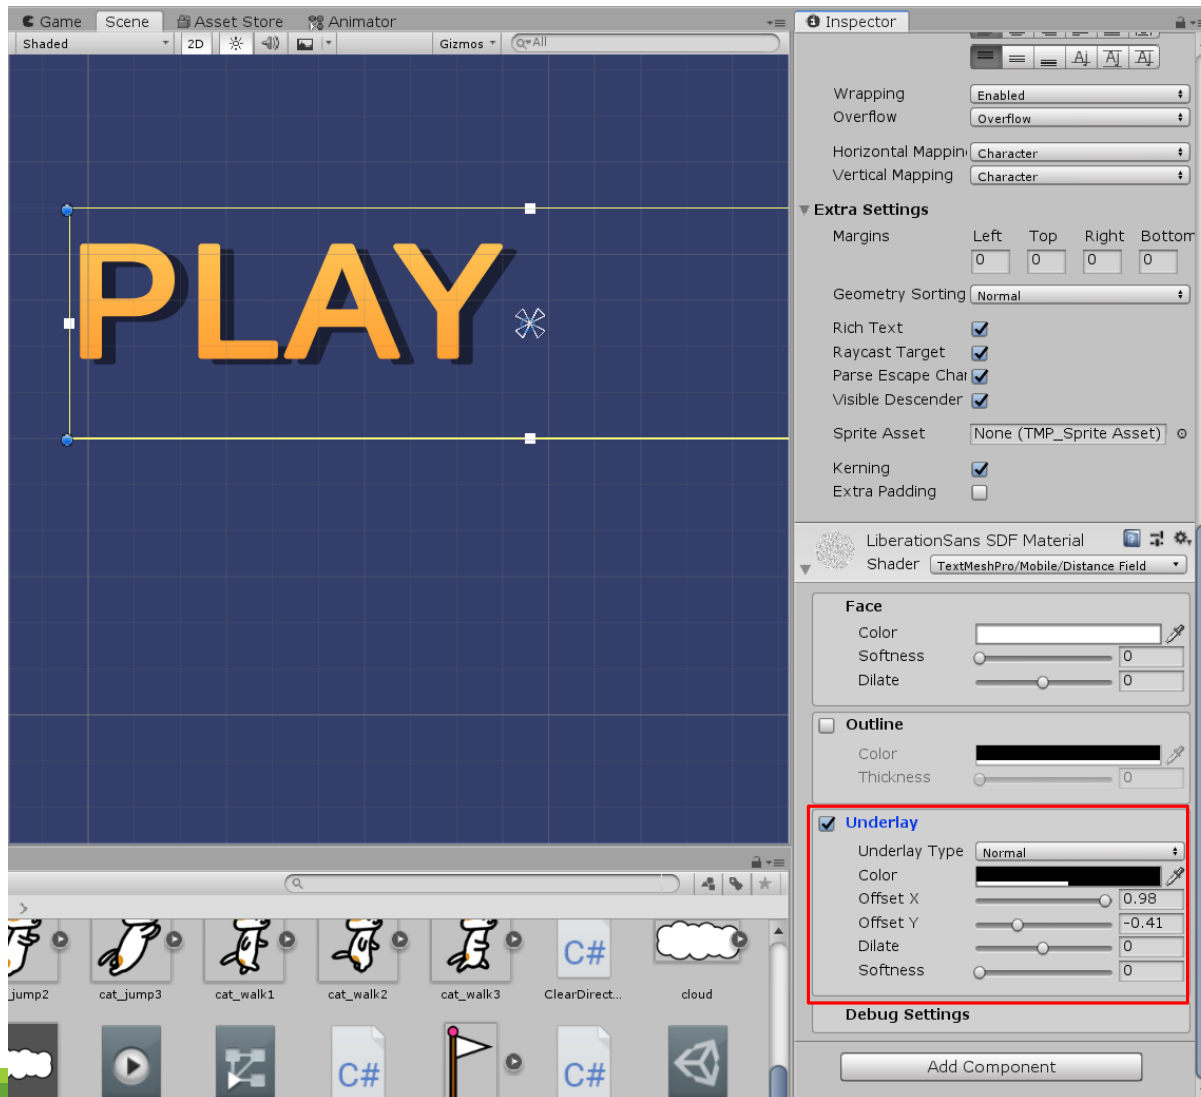 Game Scene Asset Store Animator
Shaded 2D Gizmos All
PLAY
jump2 cat_jump3 cat_walk1 cat_walk2 cat_walk3 ClearDirect... cloud
C#
C# C#
Inspector
Wrapping Enabled
Overflow Overflow
Horizontal Mappin Character
Vertical Mapping Character
Extra Settings
Margins Left Top Right Bottom
0 0 0 0
Geometry Sorting Normal
Rich Text
Raycast Target
Parse Escape Char
Visible Descender
Sprite Asset None (TMP_Sprite Asset)
Kerning
Extra Padding
LiberationSans SDF Material
Shader TextMeshPro/Mobile/Distance Field
Face
Color
Softness 0
Dilate 0
Outline
Color
Thickness 0
Underlay
Underlay Type Normal
Color
Offset X 0.98
Offset Y -0.41
Dilate 0
Softness 0
Debug Settings
Add Component